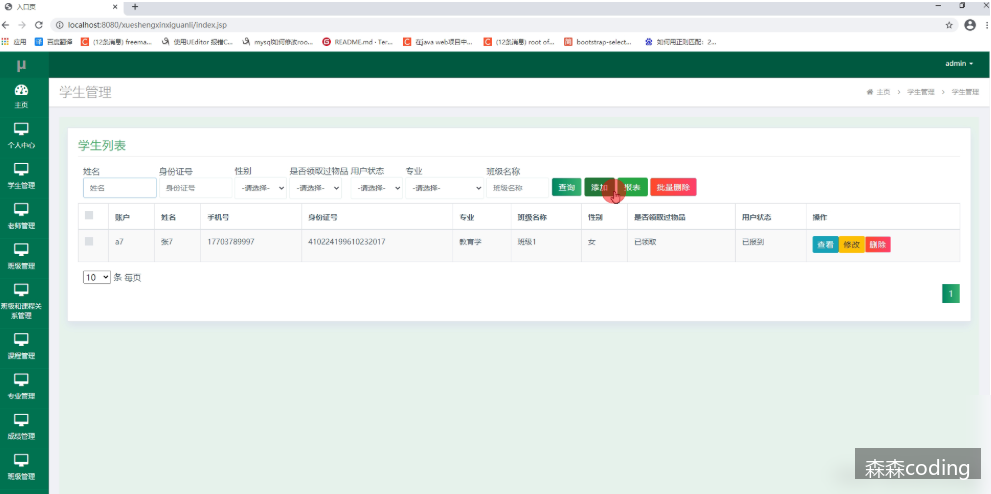 入口页
localhost:8080/xueshengxinxiguanli/index.jsp
应用 百度翻译 (12条消息) freema... 使用UEditor 报错C... mysql如何修改roo... README.md · Ter... 在java web项目中... (12条消息) root of... bootstrap-select... 如何用正则匹配：2...
μ
admin
主页
个人中心
学生管理
老师管理
班级管理
班级和课程关系管理
课程管理
专业管理
成绩管理
班级管理
学生管理
主页 > 学生管理 > 学生管理
学生列表
姓名 身份证号 性别 是否领取过物品 用户状态 专业 班级名称
姓名 身份证号 -请选择- -请选择- -请选择- -请选择- 班级名称 查询 添加 报表 批量删除
账户 姓名 手机号 身份证号 专业 班级名称 性别 是否领取过物品 用户状态 操作
a7 张7 17703789997 410224199610232017 教育学 班级1 女 已领取 已报到 查看 修改 删除
10 条 每页
1
森森coding